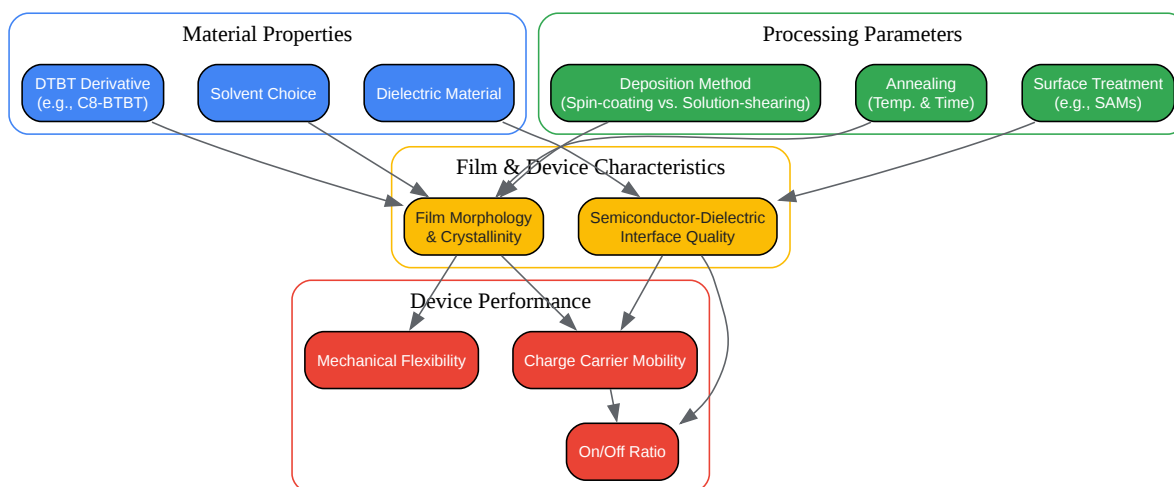 Material Properties
Processing Parameters
DTBT Derivative
(e.g., C8-BTBT)
Solvent Choice
Dielectric Material
Deposition Method
(Spin-coating vs. Solution-shearing)
Annealing
(Temp. & Time)
Surface Treatment
(e.g., SAMs)
Film & Device Characteristics
Film Morphology
& Crystallinity
Semiconductor-Dielectric
Interface Quality
Device Performance
Mechanical Flexibility
Charge Carrier Mobility
On/Off Ratio